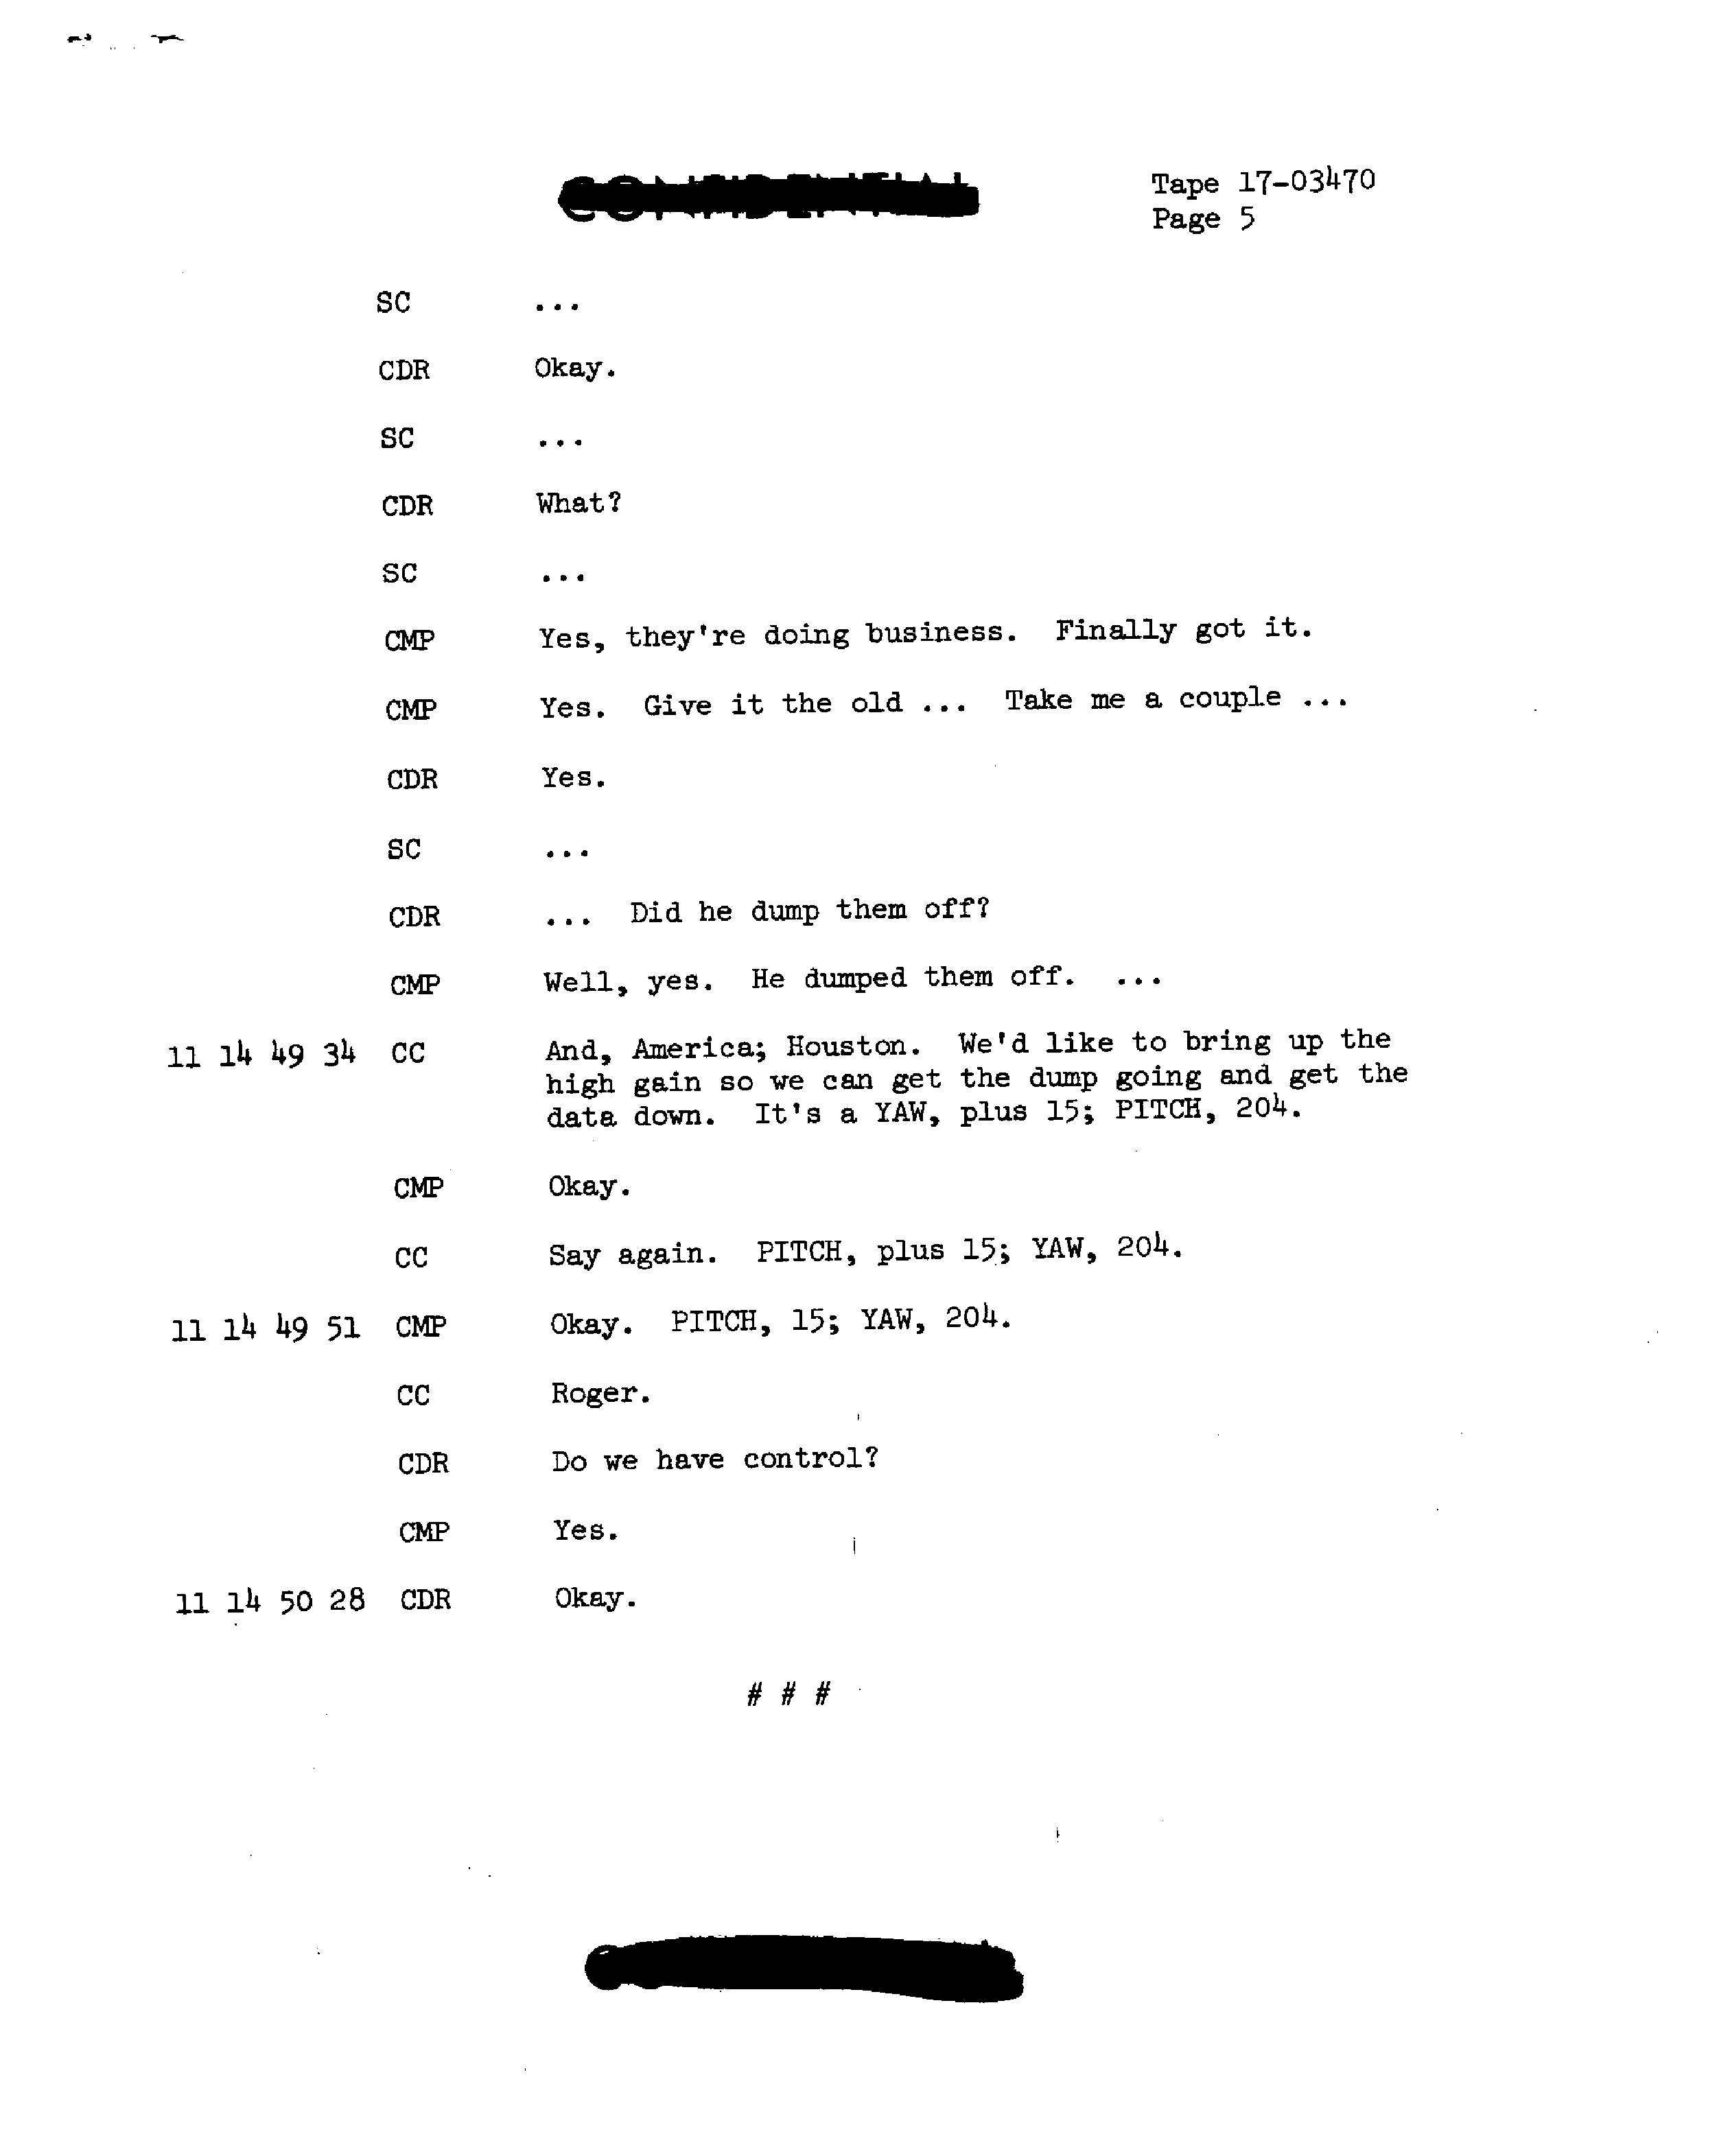 CONFIDENTIAL
Tape 17-03470
Page 5
SC ...
CDR Okay.
SC ...
CDR What?
SC ...
CMP Yes, they're doing business. Finally got it.
CMP Yes. Give it the old ... Take me a couple ...
CDR Yes.
SC ...
CDR ... Did he dump them off?
CMP Well, yes. He dumped them off. ...
11 14 49 34 CC And, America; Houston. We'd like to bring up the
high gain so we can get the dump going and get the
data down. It's a YAW, plus 15; PITCH, 204.
CMP Okay.
CC Say again. PITCH, plus 15; YAW, 204.
11 14 49 51 CMP Okay. PITCH, 15; YAW, 204.
CC Roger.
CDR Do we have control?
CMP Yes.
11 14 50 28 CDR Okay.
# # #